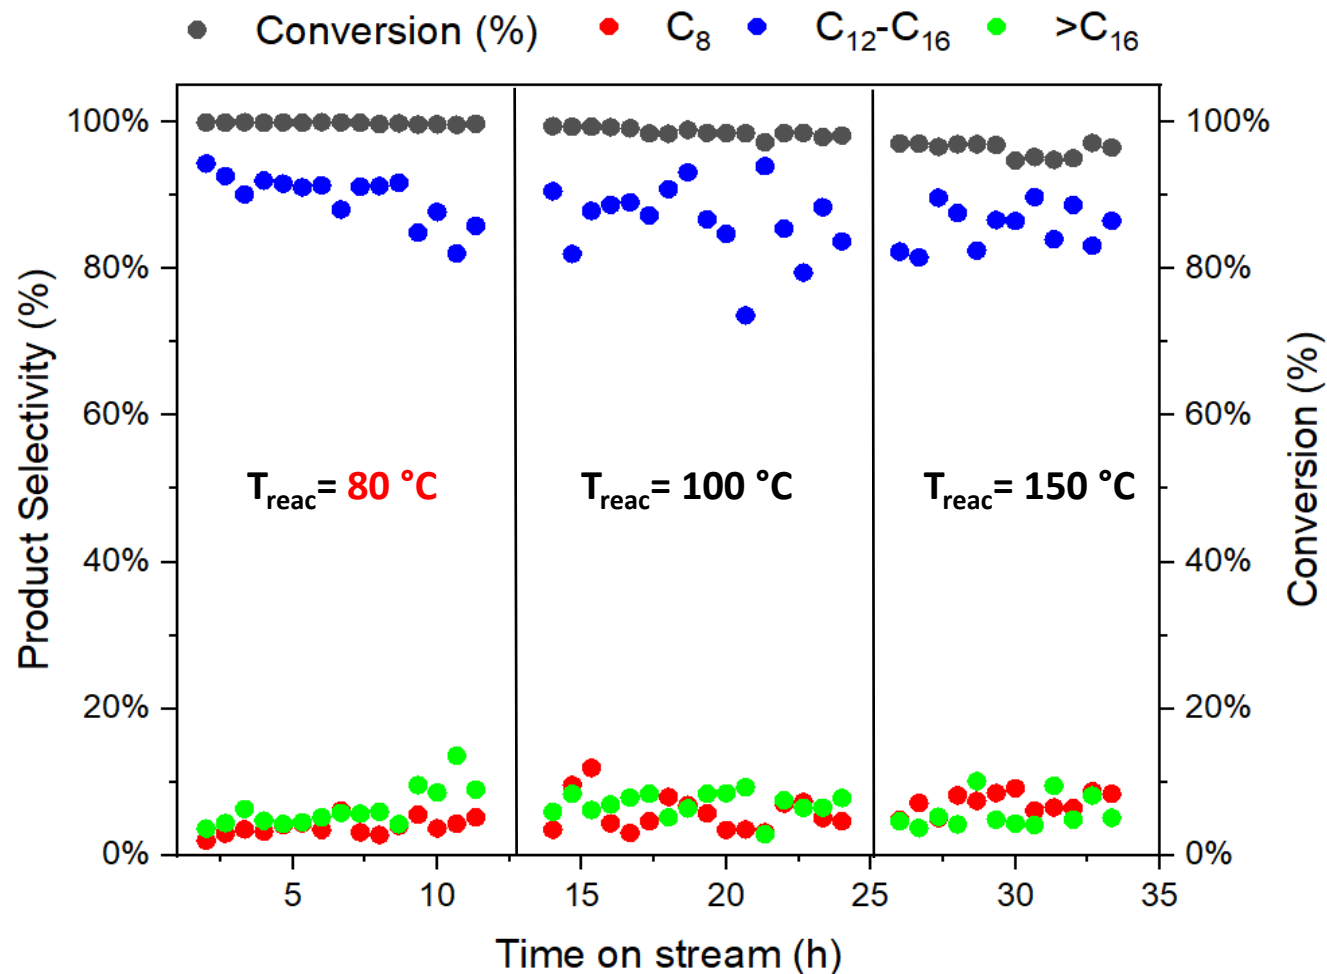 Conversion (%) C₈ C₁₂-C₁₆ >C₁₆
100% 100%
80% 80%
60% 60%
40% 40%
20% 20%
0% 0%
Product Selectivity (%)
Conversion (%)
Tᵣₑₐc= 80 °C Tᵣₑₐc= 100 °C Tᵣₑₐc= 150 °C
5 10 15 20 25 30 35
Time on stream (h)